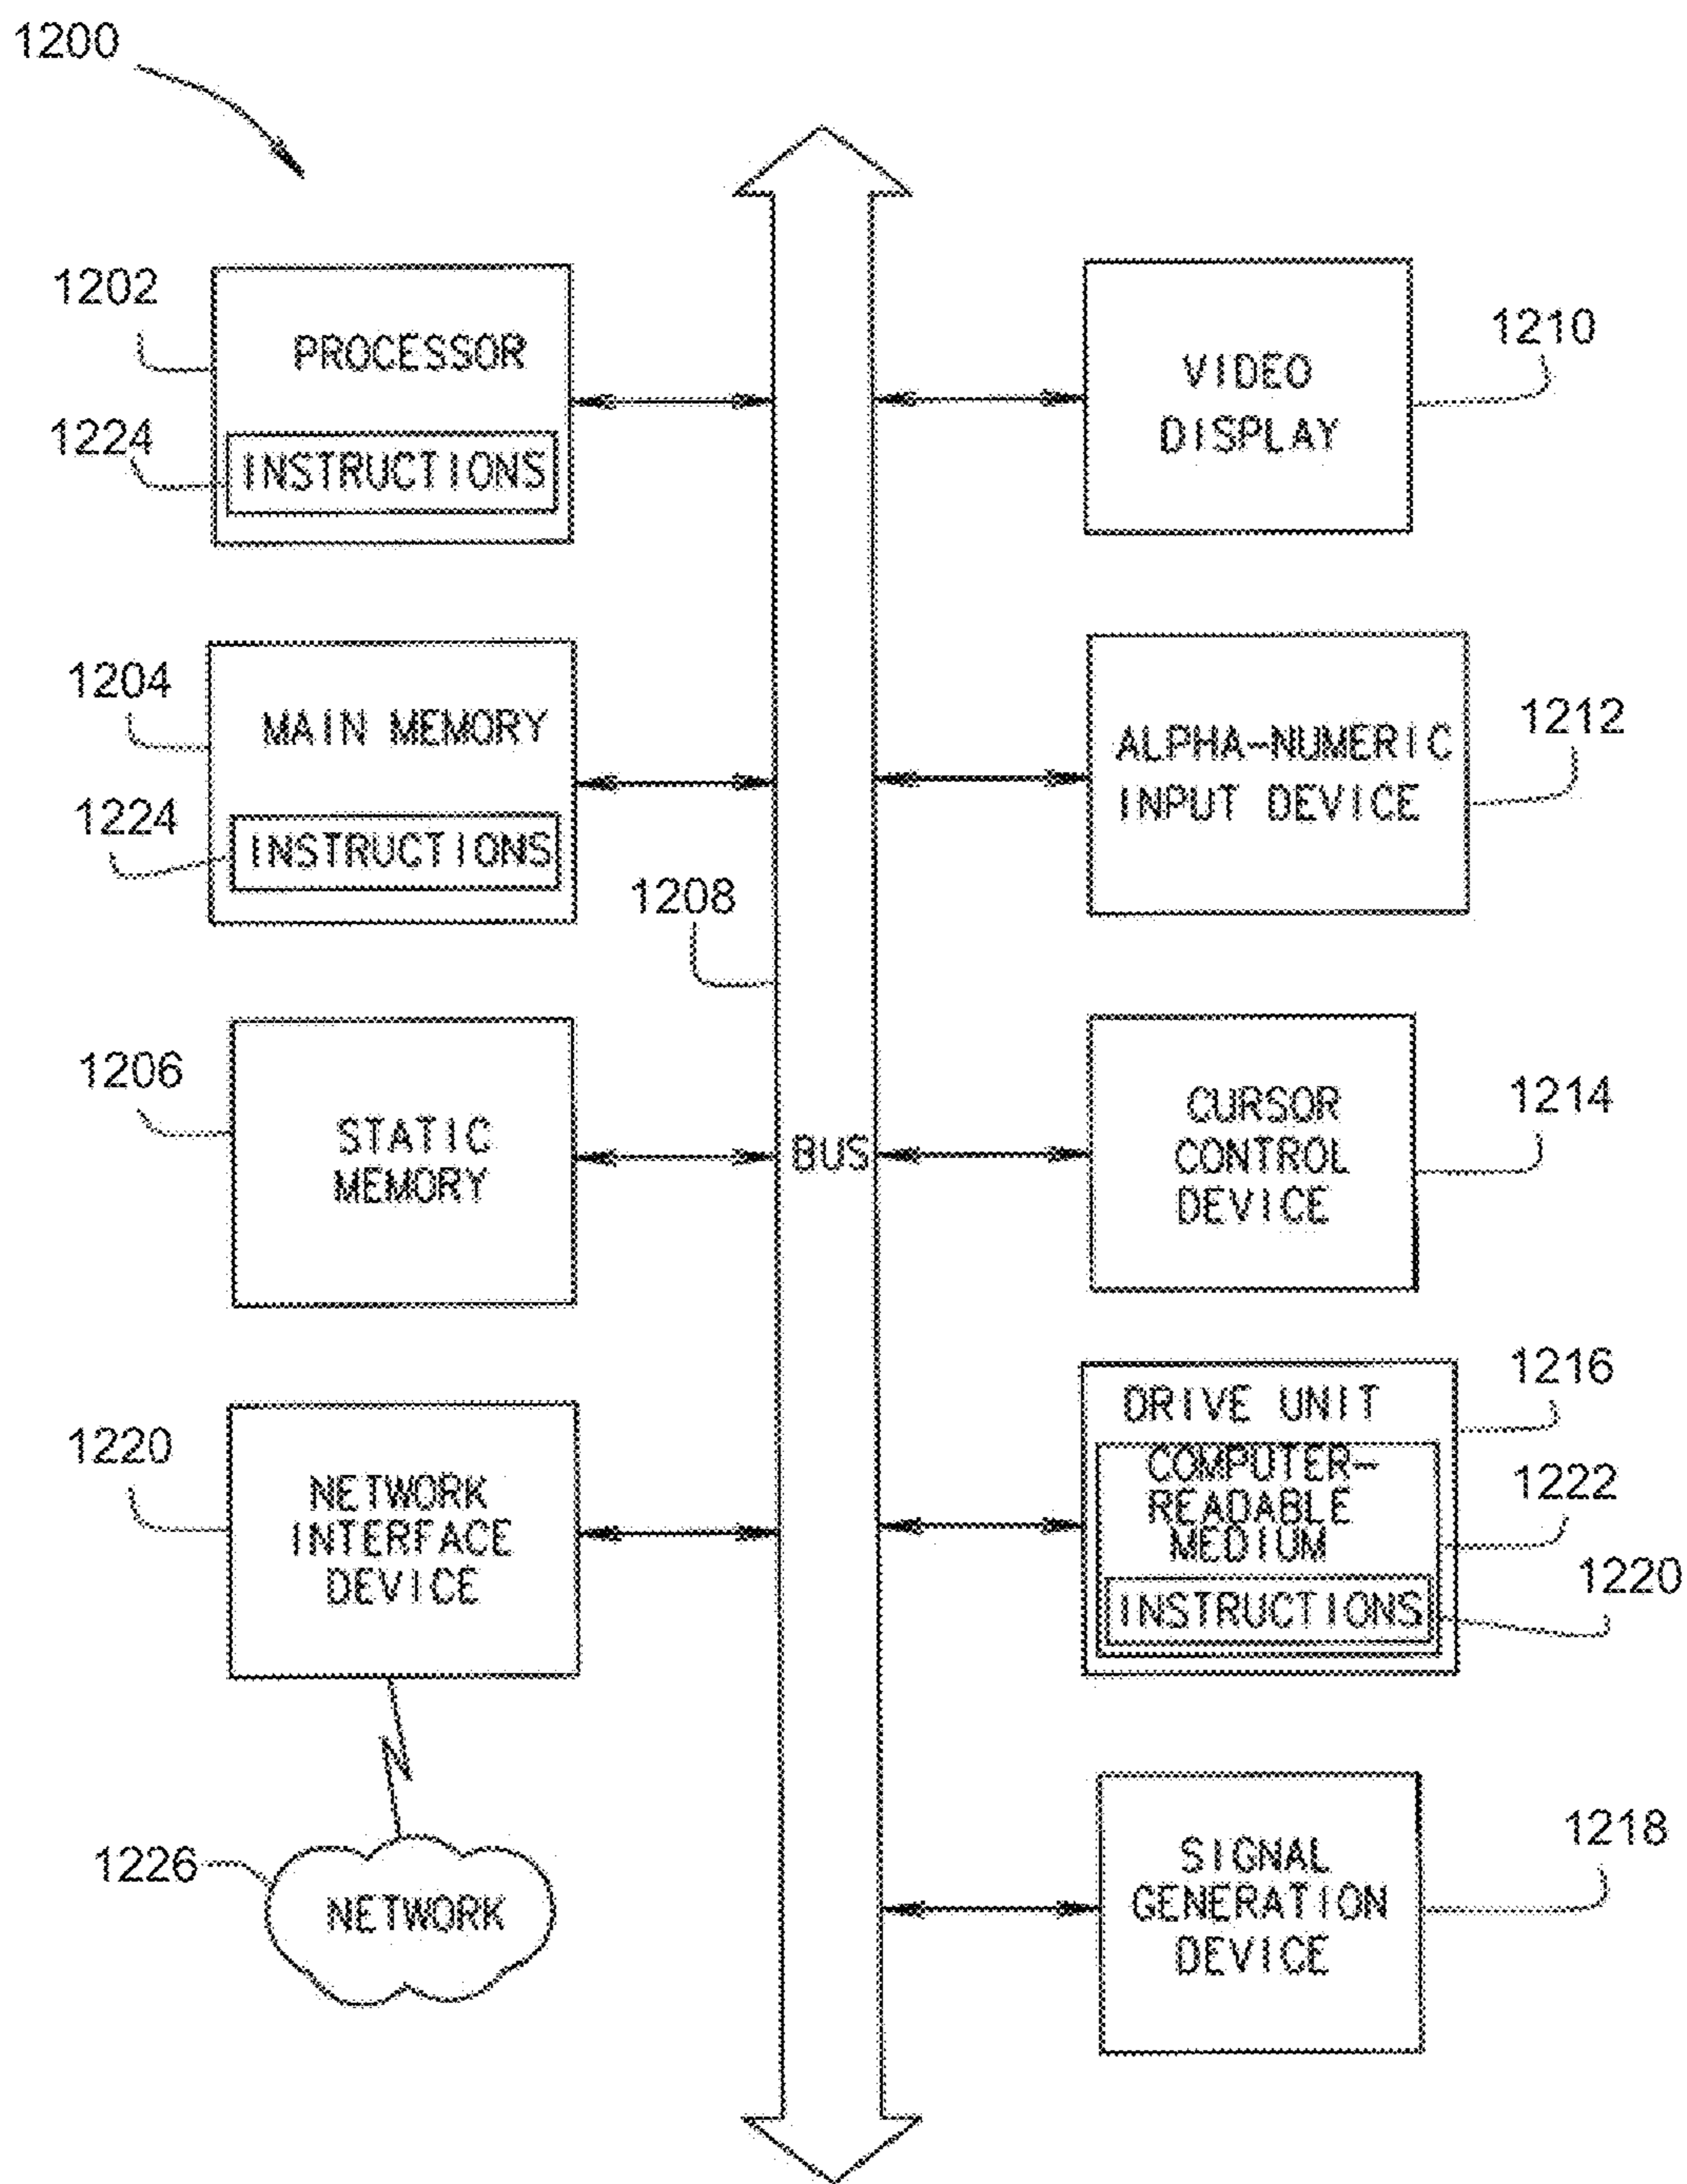 1200
1202
PROCESSOR
1224
INSTRUCTIONS
1204
MAIN MEMORY
1224
INSTRUCTIONS
1208
1206
STATIC
MEMORY
1220
NETWORK
INTERFACE
DEVICE
1226
NETWORK
BUS
VIDEO
DISPLAY
1210
ALPHA-NUMERIC
INPUT DEVICE
1212
CURSOR
CONTROL
DEVICE
1214
DRIVE UNIT
1216
COMPUTER-
READABLE
MEDIUM
1222
INSTRUCTIONS
1220
SIGNAL
GENERATION
DEVICE
1218